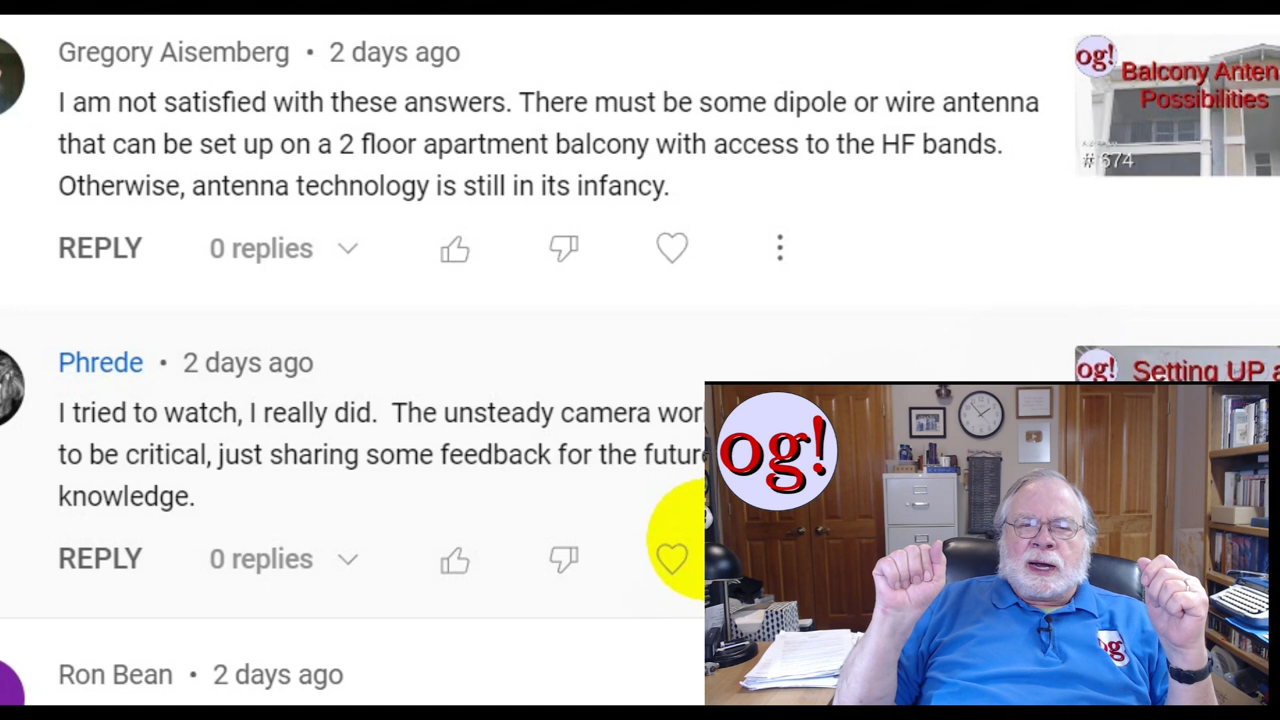 Gregory Aisemberg • 2 days ago
I am not satisfied with these answers. There must be some dipole or wire antenna
that can be set up on a 2 floor apartment balcony with access to the HF bands.
Otherwise, antenna technology is still in its infancy.
REPLY 0 replies
og!
Balcony Anten
Possibilities
#674
Phrede • 2 days ago
I tried to watch, I really did. The unsteady camera wor
to be critical, just sharing some feedback for the futur
knowledge.
REPLY 0 replies
og! Setting UP a
og!
og
Ron Bean • 2 days ago